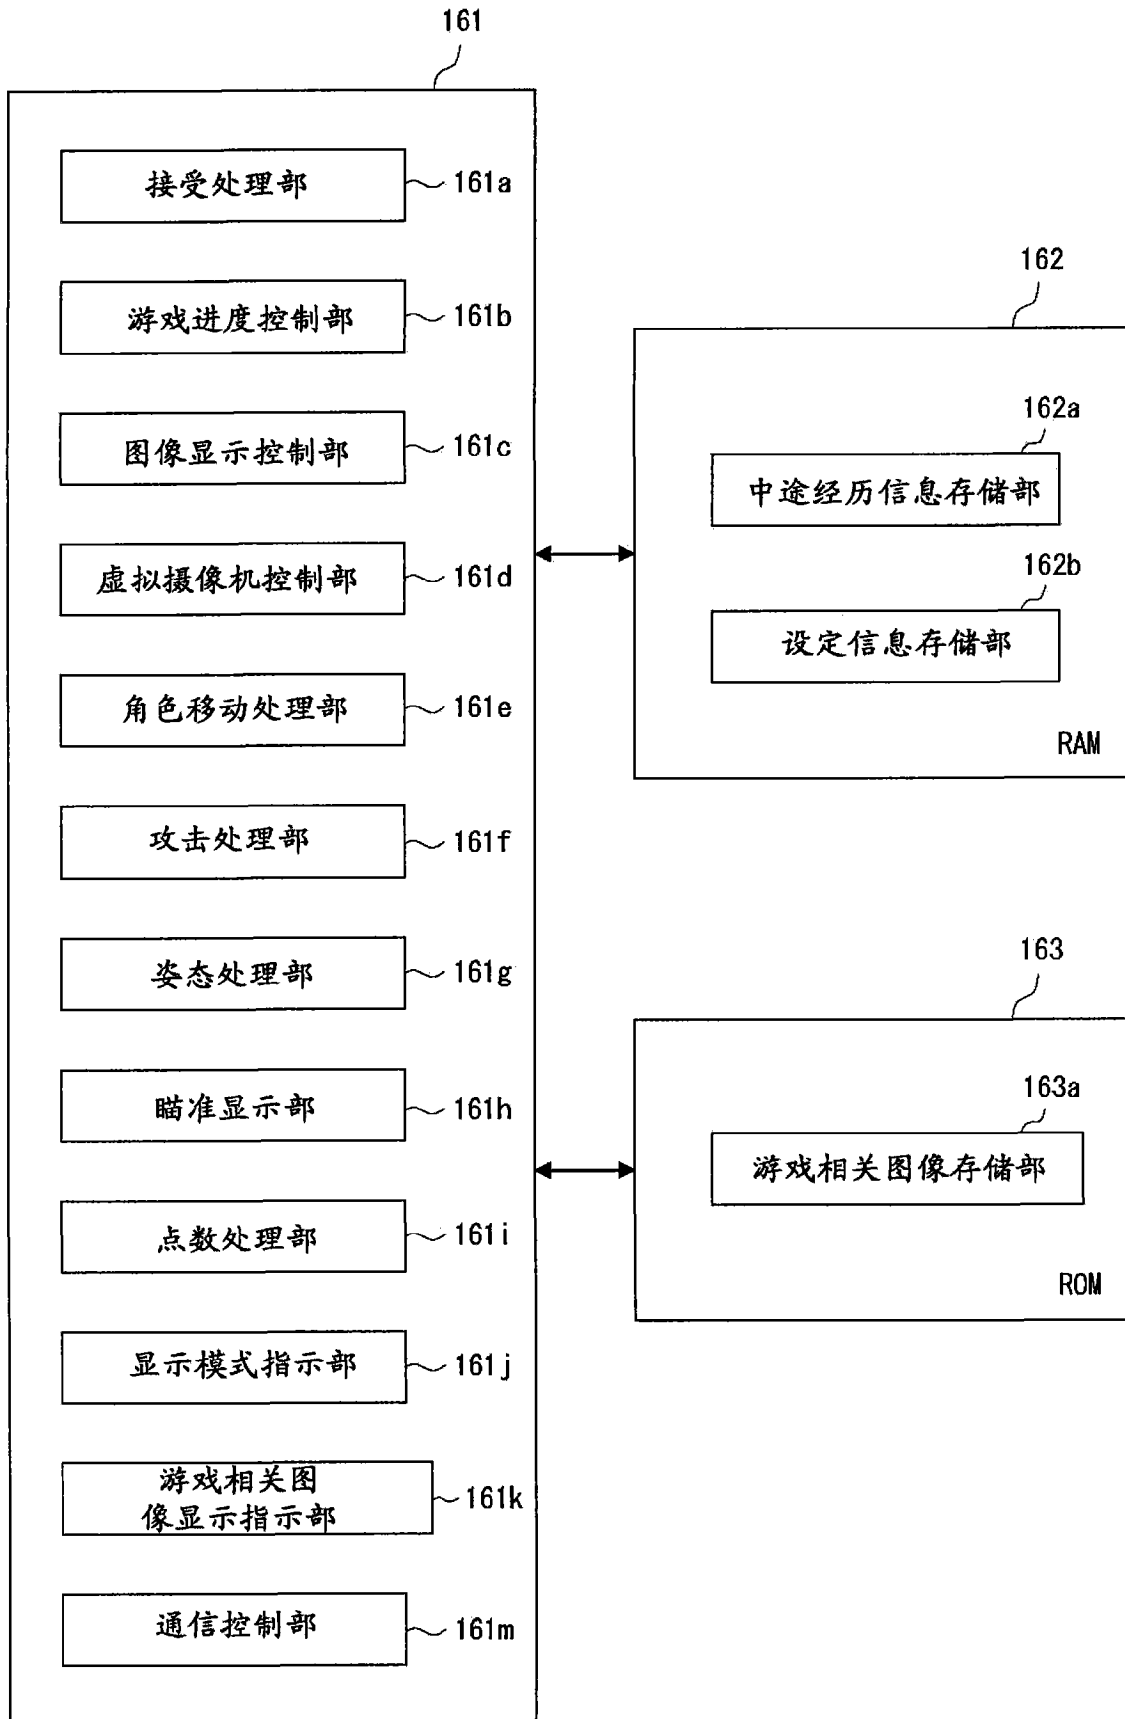 161
接受处理部
161a
游戏进度控制部
161b
图像显示控制部
161c
虚拟摄像机控制部
161d
角色移动处理部
161e
攻击处理部
161f
姿态处理部
161g
瞄准显示部
161h
点数处理部
161i
显示模式指示部
161j
游戏相关图
像显示指示部
161k
通信控制部
161m
162
162a
中途经历信息存储部
162b
设定信息存储部
RAM
163
163a
游戏相关图像存储部
ROM